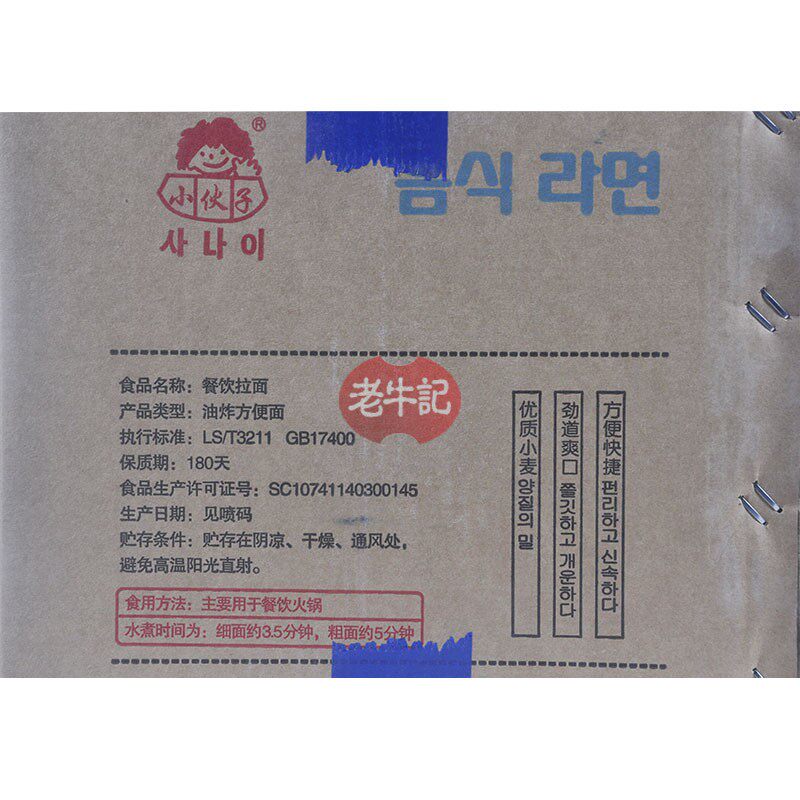 ®
小伙子
사나이
음식 라면
老牛記
食品名称：餐饮拉面
产品类型：油炸方便面
执行标准：LS/T3211 GB17400
保质期：180天
食品生产许可证号：SC10741140300145
生产日期：见喷码
贮存条件：贮存在阴凉、干燥、通风处，
避免高温阳光直射。
食用方法：主要用于餐饮火锅
水煮时间为：细面约3.5分钟，粗面约5分钟
方便快捷 편리하고 신속하다
劲道爽口 쫄깃하고 개운하다
优质小麦 양질의 밀